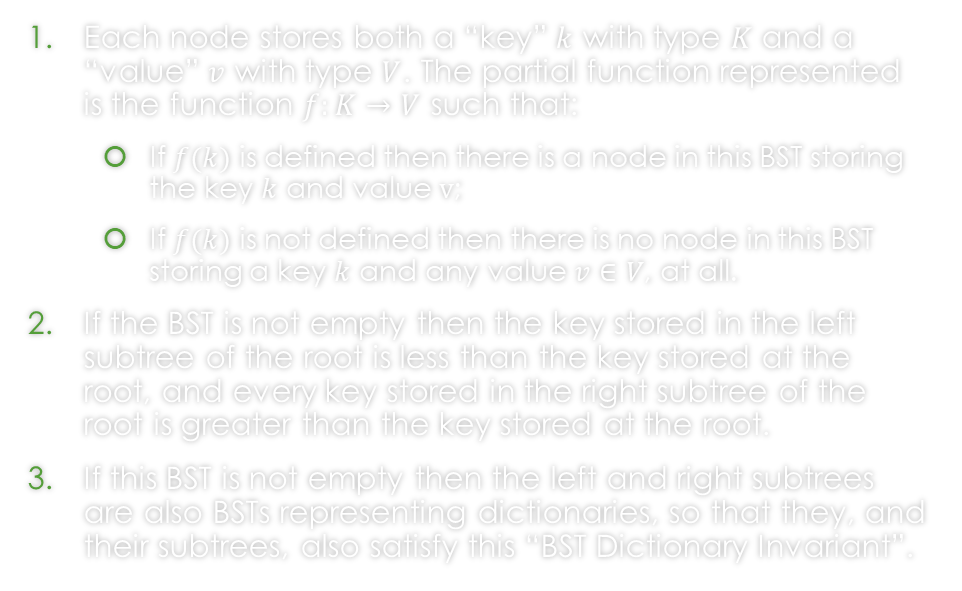 1. Each node stores both a “key” k with type K and a
“value” v with type V. The partial function represented
is the function f: K → V such that:
If f(k) is defined then there is a node in this BST storing
the key k and value v;
If f(k) is not defined then there is no node in this BST
storing a key k and any value v ∈ V, at all.
2. If the BST is not empty then the key stored in the left
subtree of the root is less than the key stored at the
root, and every key stored in the right subtree of the
root is greater than the key stored at the root.
3. If this BST is not empty then the left and right subtrees
are also BSTs representing dictionaries, so that they, and
their subtrees, also satisfy this “BST Dictionary Invariant”.